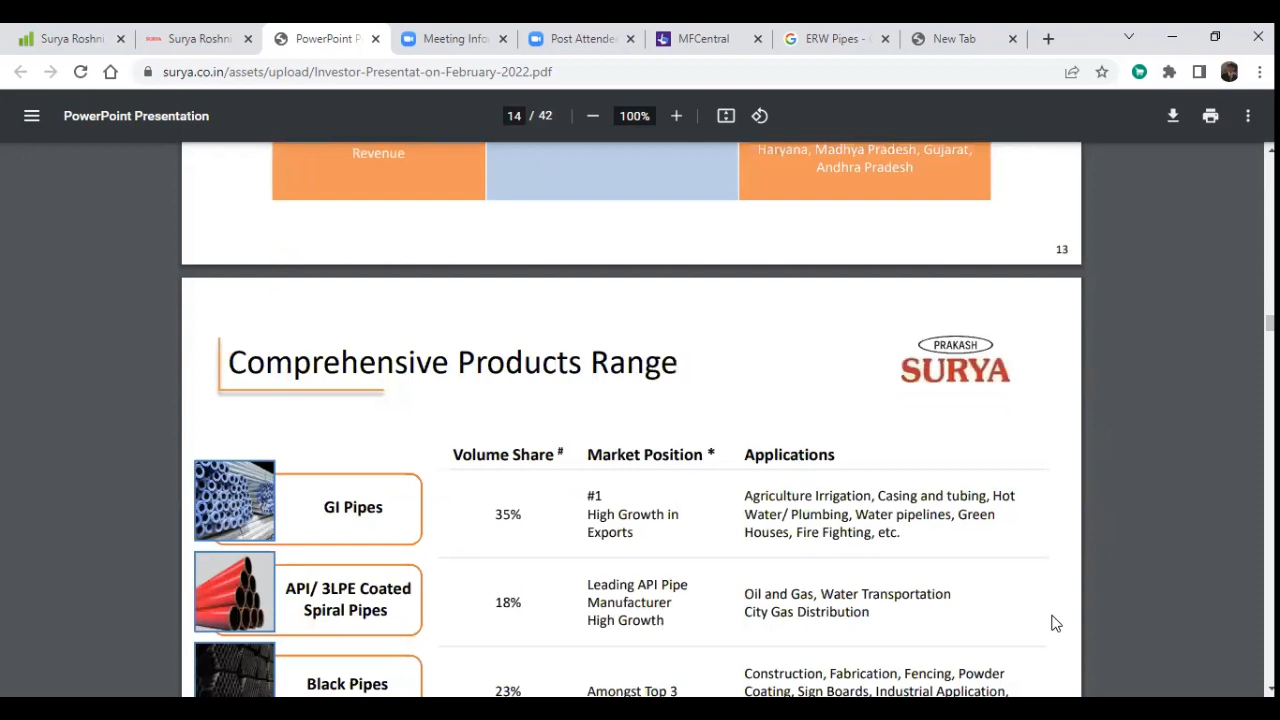 Surya Roshni
Surya Roshni
PowerPoint P
Meeting Info
Post Attende
MFCentral
ERW Pipes - G
New Tab
surya.co.in/assets/upload/Investor-Presentat-on-February-2022.pdf
PowerPoint Presentation
14 / 42
100%
Revenue
Haryana, Madhya Pradesh, Gujarat,
Andhra Pradesh
13
Comprehensive Products Range
PRAKASH
SURYA
Volume Share # Market Position * Applications
GI Pipes
35%
#1
High Growth in
Exports
Agriculture Irrigation, Casing and tubing, Hot
Water/ Plumbing, Water pipelines, Green
Houses, Fire Fighting, etc.
API/ 3LPE Coated
Spiral Pipes
18%
Leading API Pipe
Manufacturer
High Growth
Oil and Gas, Water Transportation
City Gas Distribution
Black Pipes
23%
Amongst Top 3
Construction, Fabrication, Fencing, Powder
Coating, Sign Boards, Industrial Application,